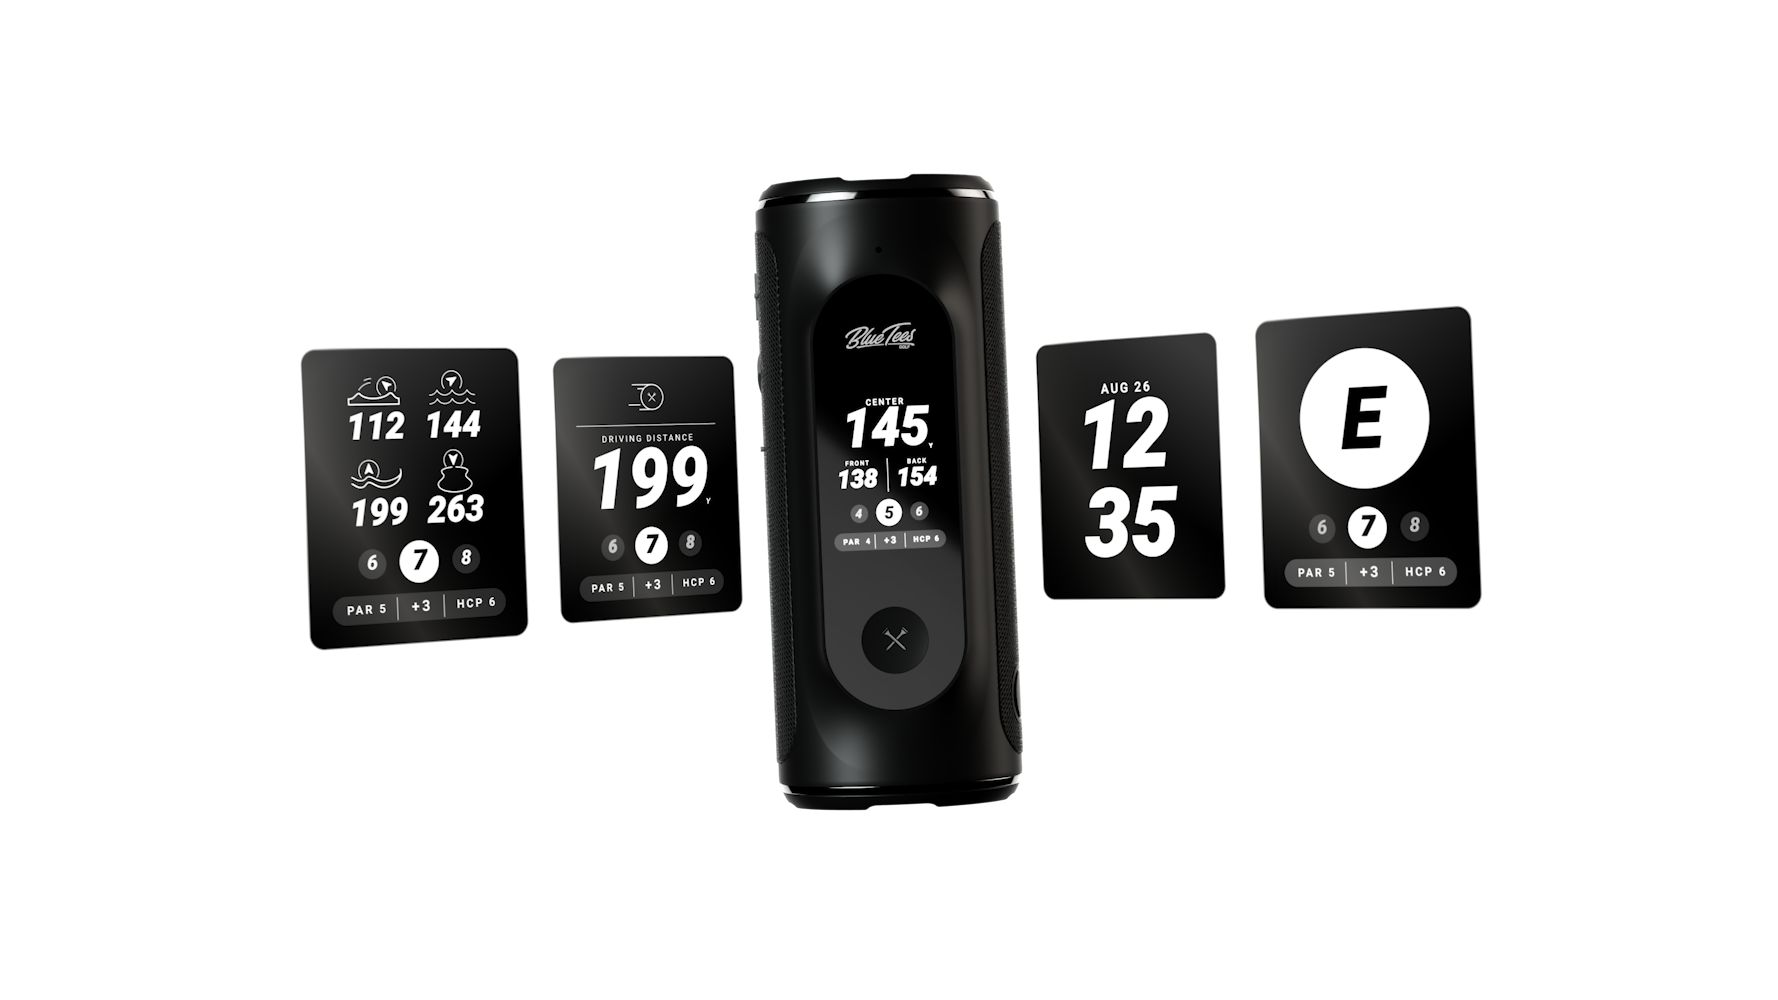 112 144
199 263
6 7 8
PAR 5 +3 HCP 6
DRIVING DISTANCE
199 Y
6 7 8
PAR 5 +3 HCP 6
Blue Tees
GOLF
CENTER
145 Y
FRONT BACK
138 154
4 5 6
PAR 4 +3 HCP 6
AUG 26
12
35
E
6 7 8
PAR 5 +3 HCP 6